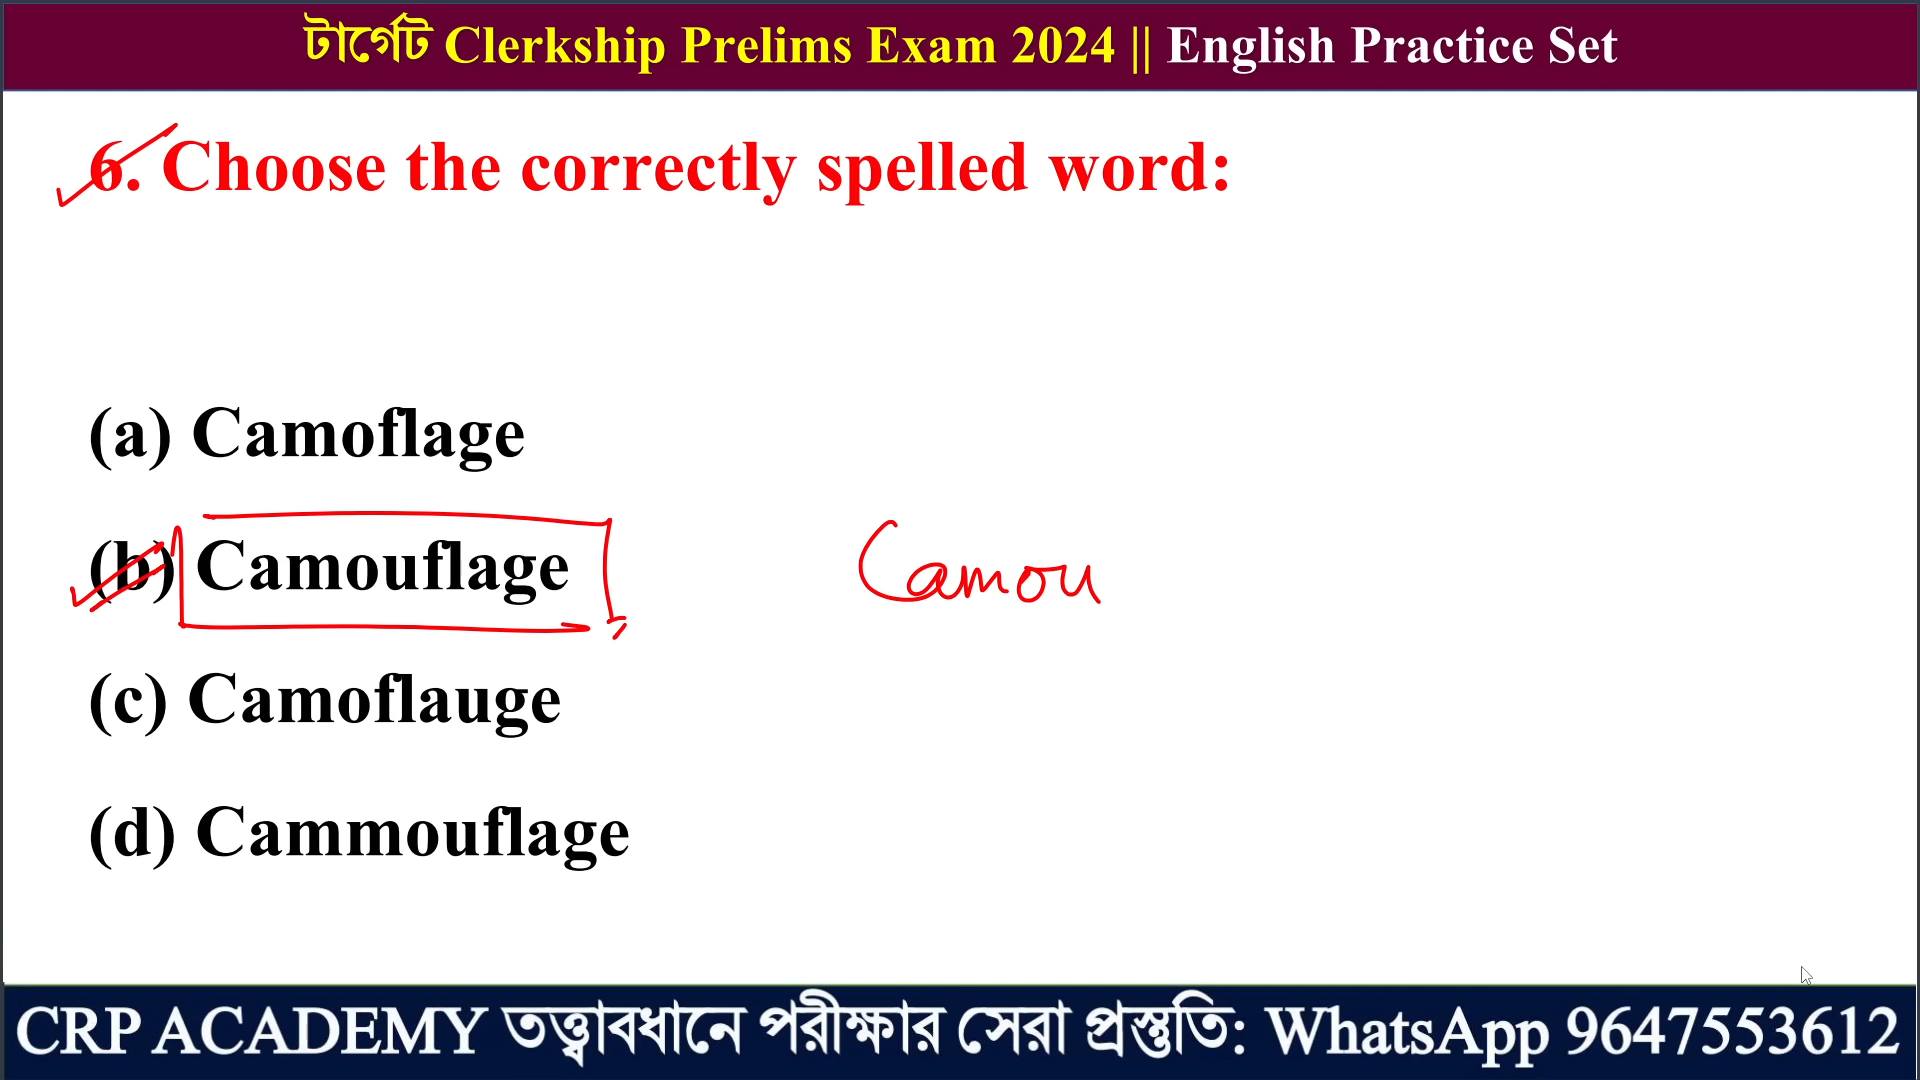 টার্গেট Clerkship Prelims Exam 2024 || English Practice Set
6. Choose the correctly spelled word:
(a) Camoflage
(b) Camouflage
Camou
(c) Camoflauge
(d) Cammouflage
CRP ACADEMY তত্ত্বাবধানে পরীক্ষার সেরা প্রস্তুতি: WhatsApp 9647553612